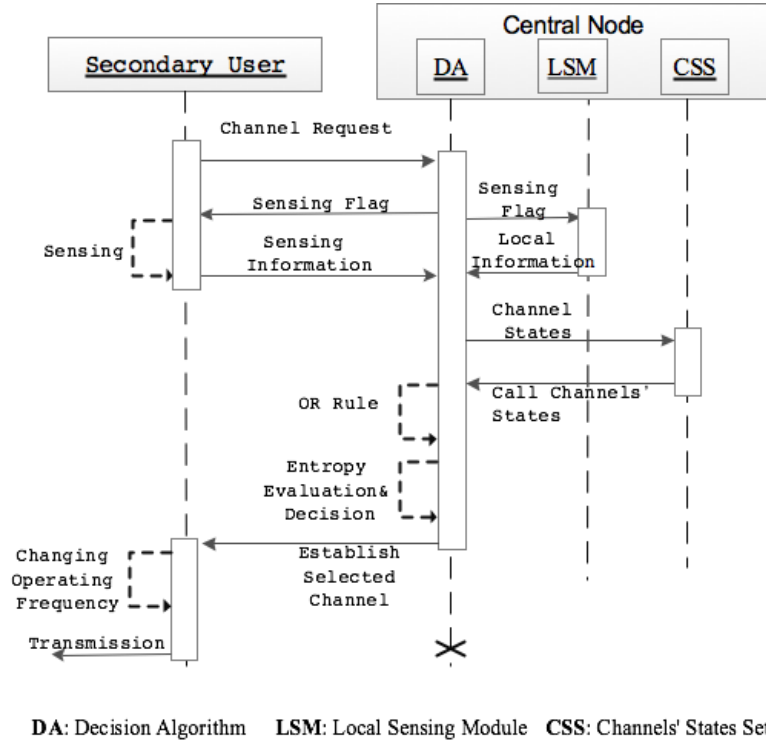 Central Node
Secondary User
DA
LSM
CSS
Channel Request
Sensing Flag
Sensing
Flag
Sensing
Sensing
Information
Local
Information
Channel
States
Call Channels'
States
OR Rule
Entropy
Evaluation&
Decision
Establish
Selected
Channel
Changing
Operating
Frequency
Transmission
DA: Decision Algorithm LSM: Local Sensing Module CSS: Channels' States Set